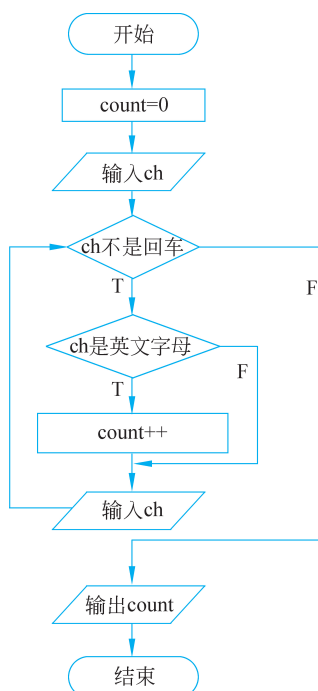 开始
count=0
输入ch
ch不是回车
T
F
ch是英文字母
F
T
count++
输入ch
输出count
结束